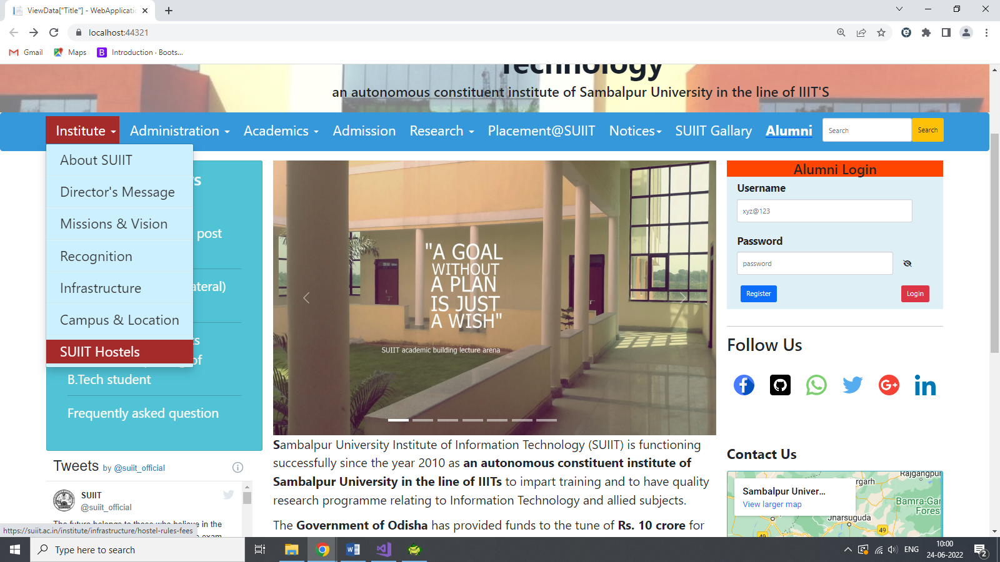 ViewData["Title"] - WebApplicatio
localhost:44321
Gmail
Maps
B
Introduction · Boots...
Technology
an autonomous constituent institute of Sambalpur University in the line of IIIT'S
Institute
Administration
Academics
Admission
Research
Placement@SUIIT
Notices
SUIIT Gallary
Alumni
Search
Search
About SUIIT
Director's Message
Missions & Vision
Recognition
Infrastructure
Campus & Location
SUIIT Hostels
post
ateral)
of
B.Tech student
Frequently asked question
"A GOAL
WITHOUT
A PLAN
IS JUST
A WISH"
SUIIT academic building lecture arena
Alumni Login
Username
xyz@123
Password
password
Register
Login
Follow Us
Contact Us
Sambalpur Univer...
View larger map
rgarh
Rajgangpur
Bamra-Gar
Forest
Jharsuguda
49
49
Sambalpur University Institute of Information Technology (SUIIT) is functioning
successfully since the year 2010 as an autonomous constituent institute of
Sambalpur University in the line of IIITs to impart training and to have quality
research programme relating to Information Technology and allied subjects.
The Government of Odisha has provided funds to the tune of Rs. 10 crore for
Tweets by @suiit_official
SUIIT
@suiit_official
The future belongs to those who believe in the
exam
https://suiit.ac.in/institute/infrastructure/hostel-rules-fees
Type here to search
ENG
10:00
24-06-2022
2